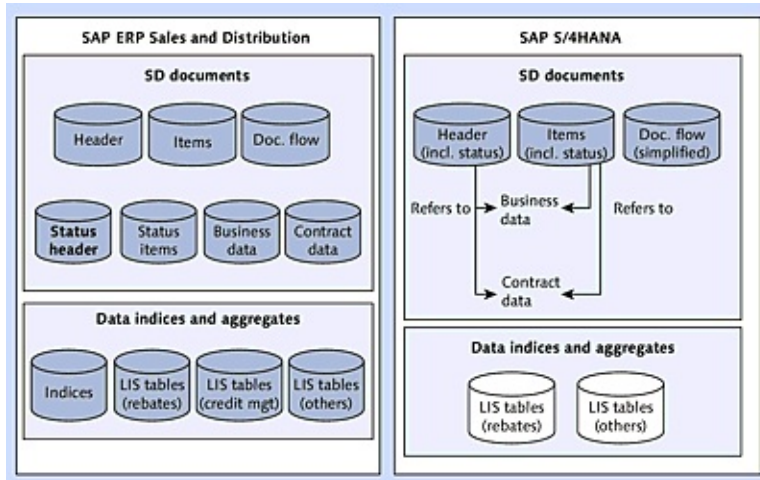 SAP ERP Sales and Distribution
SD documents
Header
Items
Doc. flow
Status
header
Status
items
Business
data
Contract
data
Data indices and aggregates
Indices
LIS tables
(rebates)
LIS tables
(credit mgt)
LIS tables
(others)
SAP S/4HANA
SD documents
Header
(incl. status)
Items
(incl. status)
Doc. flow
(simplified)
Refers to
Business
data
Refers to
Contract
data
Data indices and aggregates
LIS tables
(rebates)
LIS tables
(others)